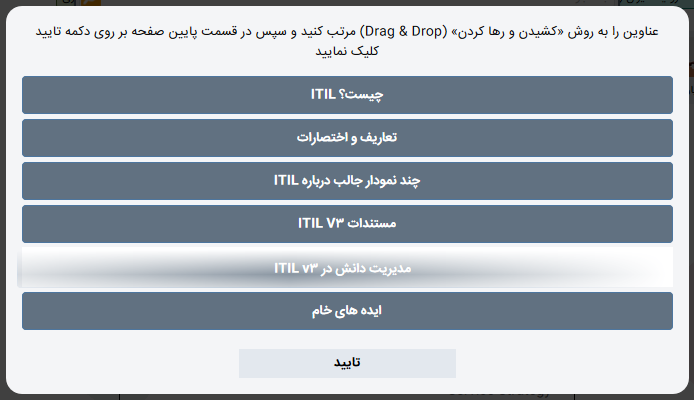 عناوین را به روش «کشیدن و رها کردن» (Drag & Drop) مرتب کنید و سپس در قسمت پایین صفحه بر روی دکمه تایید
کلیک نمایید
ITIL چیست؟
تعاریف و اختصارات
چند نمودار جالب درباره ITIL
مستندات ITIL V۳
مدیریت دانش در ITIL v۳
ایده های خام
تایید